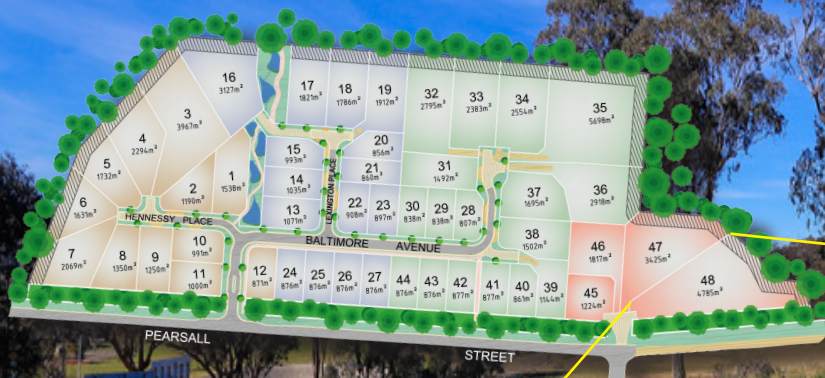 16
3127m²
17
1821m²
18
1786m²
19
1912m²
32
2795m²
33
2383m²
34
2554m²
35
5698m²
3
3967m²
4
2294m²
5
1732m²
15
993m²
20
856m²
21
860m²
31
1492m²
1
1538m²
2
1190m²
14
1035m²
13
1071m²
LEXINGTON PLACE
22
908m²
23
897m²
30
838m²
29
838m²
28
807m²
37
1695m²
36
2918m²
6
1631m²
HENNESSY PLACE
38
1502m²
BALTIMORE AVENUE
7
2069m²
8
1350m²
9
1250m²
10
991m²
11
1000m²
12
871m²
24
876m²
25
876m²
26
876m²
27
876m²
44
876m²
43
876m²
42
877m²
41
877m²
40
861m²
39
1144m²
46
1817m²
45
1224m²
47
3425m²
48
4785m²
PEARSALL STREET